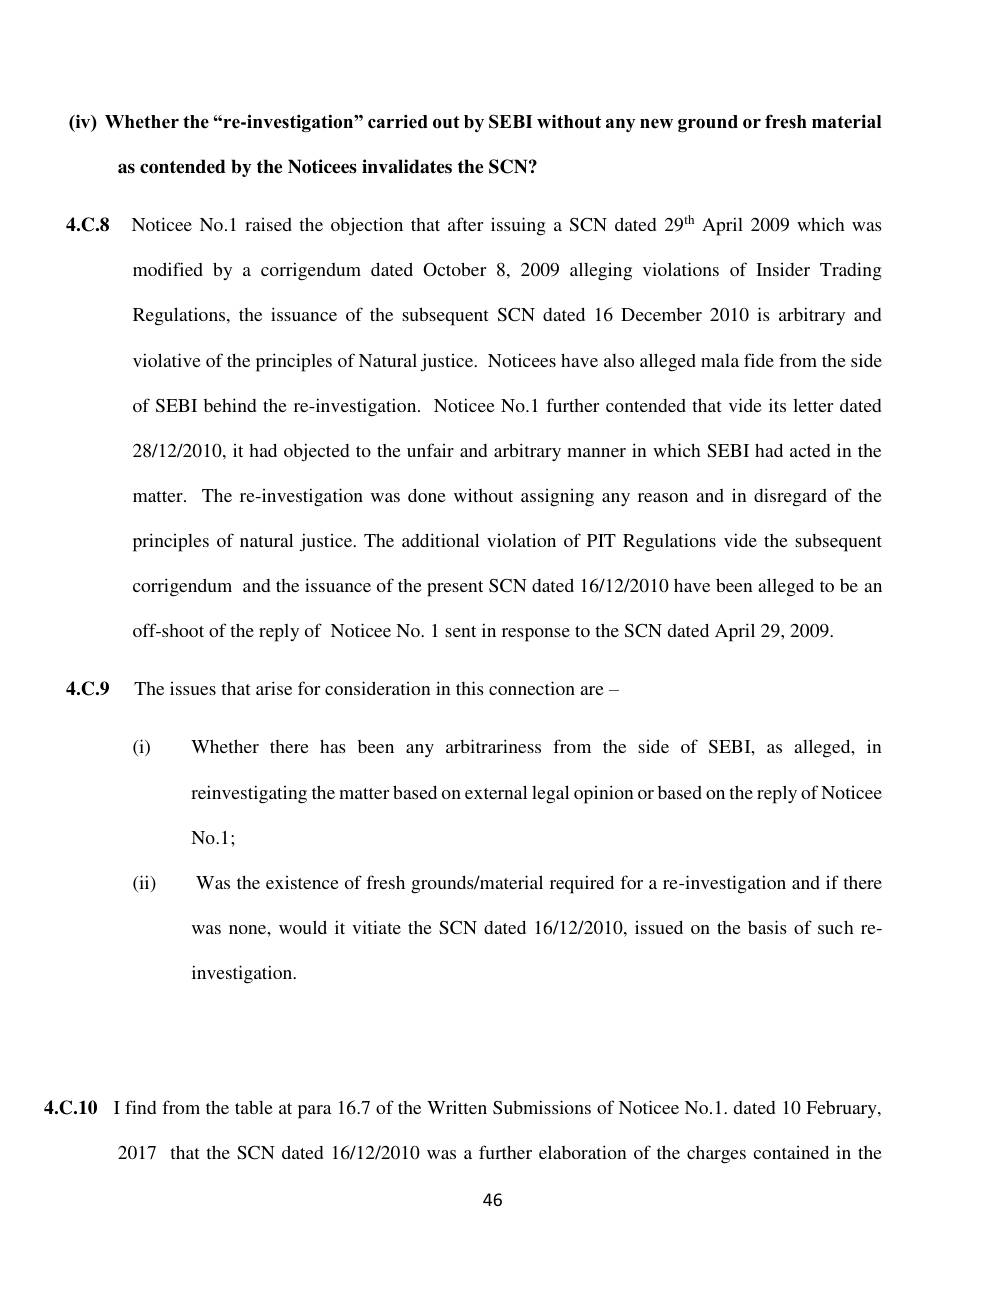 (iv) Whether the “re-investigation” carried out by SEBI without any new ground or fresh material
as contended by the Noticees invalidates the SCN?
4.C.8 Noticee No.1 raised the objection that after issuing a SCN dated 29th April 2009 which was
modified by a corrigendum dated October 8, 2009 alleging violations of Insider Trading
Regulations, the issuance of the subsequent SCN dated 16 December 2010 is arbitrary and
violative of the principles of Natural justice. Noticees have also alleged mala fide from the side
of SEBI behind the re-investigation. Noticee No.1 further contended that vide its letter dated
28/12/2010, it had objected to the unfair and arbitrary manner in which SEBI had acted in the
matter. The re-investigation was done without assigning any reason and in disregard of the
principles of natural justice. The additional violation of PIT Regulations vide the subsequent
corrigendum and the issuance of the present SCN dated 16/12/2010 have been alleged to be an
off-shoot of the reply of Noticee No. 1 sent in response to the SCN dated April 29, 2009.
4.C.9 The issues that arise for consideration in this connection are –
(i) Whether there has been any arbitrariness from the side of SEBI, as alleged, in
reinvestigating the matter based on external legal opinion or based on the reply of Noticee
No.1;
(ii) Was the existence of fresh grounds/material required for a re-investigation and if there
was none, would it vitiate the SCN dated 16/12/2010, issued on the basis of such re-
investigation.
4.C.10 I find from the table at para 16.7 of the Written Submissions of Noticee No.1. dated 10 February,
2017 that the SCN dated 16/12/2010 was a further elaboration of the charges contained in the
46